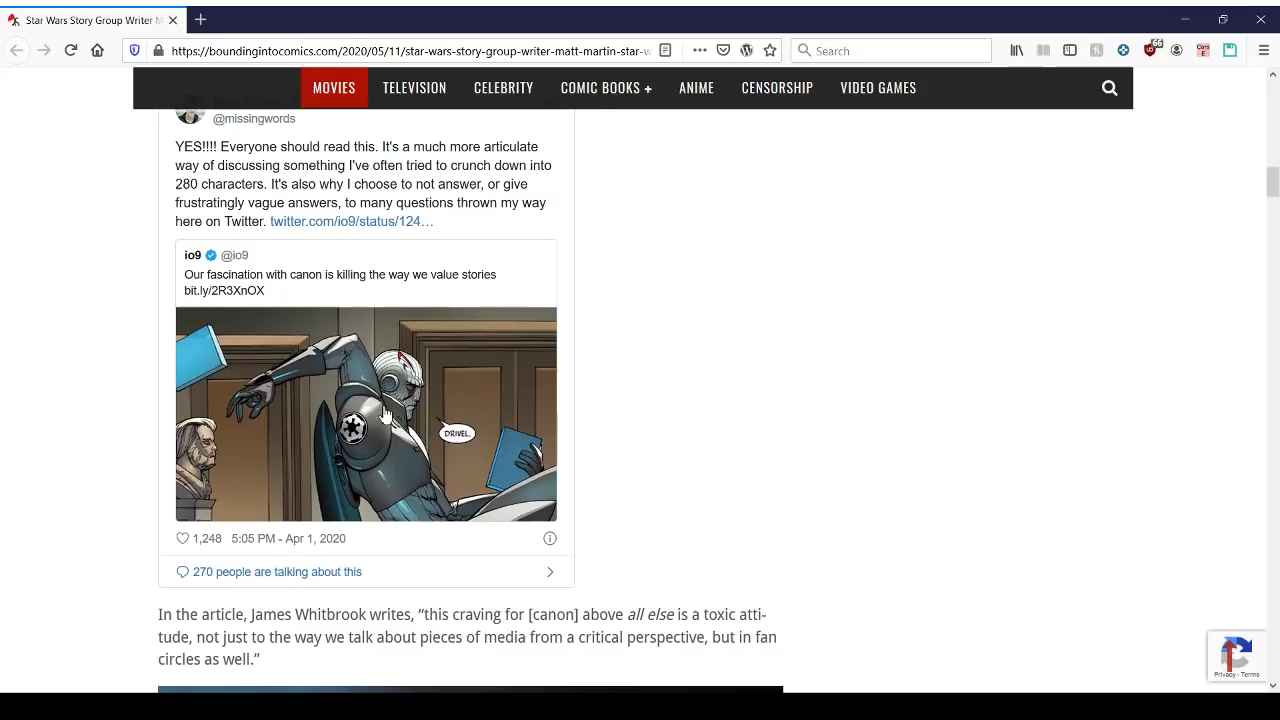 Star Wars Story Group Writer M
https://boundingintocomics.com/2020/05/11/star-wars-story-group-writer-matt-martin-star-w
Search
66
MOVIES
TELEVISION
CELEBRITY
COMIC BOOKS +
ANIME
CENSORSHIP
VIDEO GAMES
@missingwords
YES!!!! Everyone should read this. It's a much more articulate
way of discussing something I've often tried to crunch down into
280 characters. It's also why I choose to not answer, or give
frustratingly vague answers, to many questions thrown my way
here on Twitter. twitter.com/io9/status/124…
io9 @io9
Our fascination with canon is killing the way we value stories
bit.ly/2R3XnOX
DRIVEL.
1,248 5:05 PM - Apr 1, 2020
270 people are talking about this
In the article, James Whitbrook writes, “this craving for [canon] above all else is a toxic atti-
tude, not just to the way we talk about pieces of media from a critical perspective, but in fan
circles as well.”
Privacy - Terms